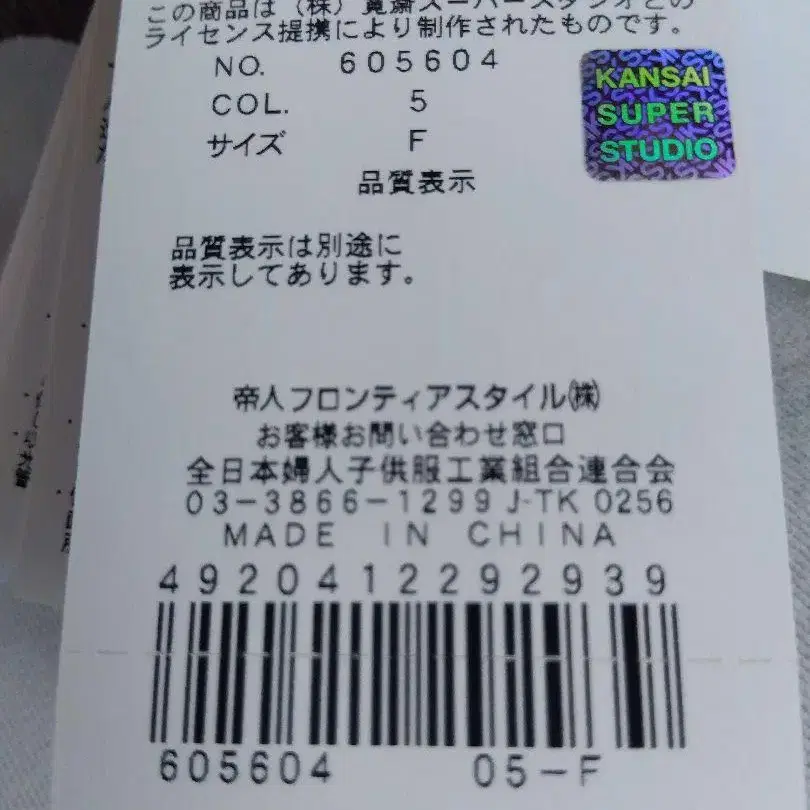 この商品は（株）寛斎スーパースタジオとの
ライセンス提携により制作されたものです。
NO. 605604
COL. 5
サイズ F
KANSAI
SUPER
STUDIO
品質表示
品質表示は別途に
表示してあります。
帝人フロンティアスタイル㈱
お客様お問い合わせ窓口
全日本婦人子供服工業組合連合会
03-3866-1299 J-TK 0256
MADE IN CHINA
4920412292939
605604 05-F